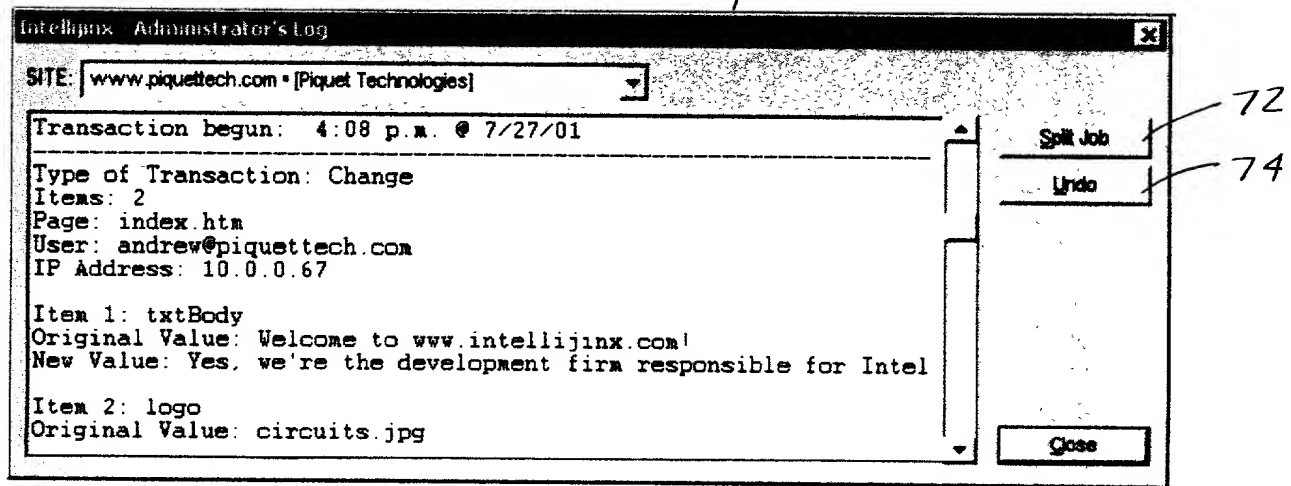 Intellijinx - Administrator's Log
SITE: www.piquettech.com • [Piquet Technologies]
Transaction begun: 4:08 p.m. @ 7/27/01
Type of Transaction: Change
Items: 2
Page: index.htm
User: andrew@piquettech.com
IP Address: 10.0.0.67
Item 1: txtBody
Original Value: Welcome to www.intellijinx.com!
New Value: Yes, we're the development firm responsible for Intel
Item 2: logo
Original Value: circuits.jpg
Split Job
72
Undo
74
Close